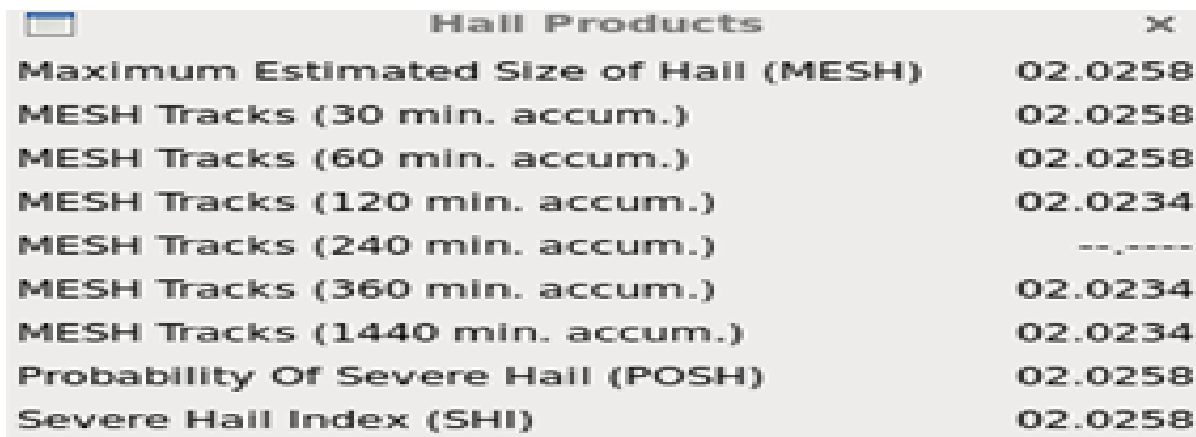 Hail Products ×
Maximum Estimated Size of Hail (MESH) 02.0258
MESH Tracks (30 min. accum.) 02.0258
MESH Tracks (60 min. accum.) 02.0258
MESH Tracks (120 min. accum.) 02.0234
MESH Tracks (240 min. accum.) --.----
MESH Tracks (360 min. accum.) 02.0234
MESH Tracks (1440 min. accum.) 02.0234
Probability Of Severe Hail (POSH) 02.0258
Severe Hail Index (SHI) 02.0258